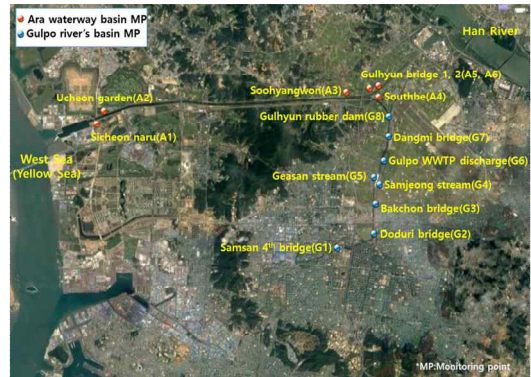 Ara waterway basin MP
Gulpo river's basin MP
Han River
Gulhyun bridge 1, 2(A5, A6)
Soohyangwon(A3)
Ucheon garden(A2)
Southhe(A4)
Gulhyun rubber dam(G8)
Sicheon naru(A1)
Dangmi bridge(G7)
West Sea
(Yellow Sea)
Gulpo WWTP discharge(G6)
Geasan stream(G5)
Samjeong stream(G4)
Bakchon bridge(G3)
Doduri bridge(G2)
Samsan 4th bridge(G1)
*MP:Monitoring point